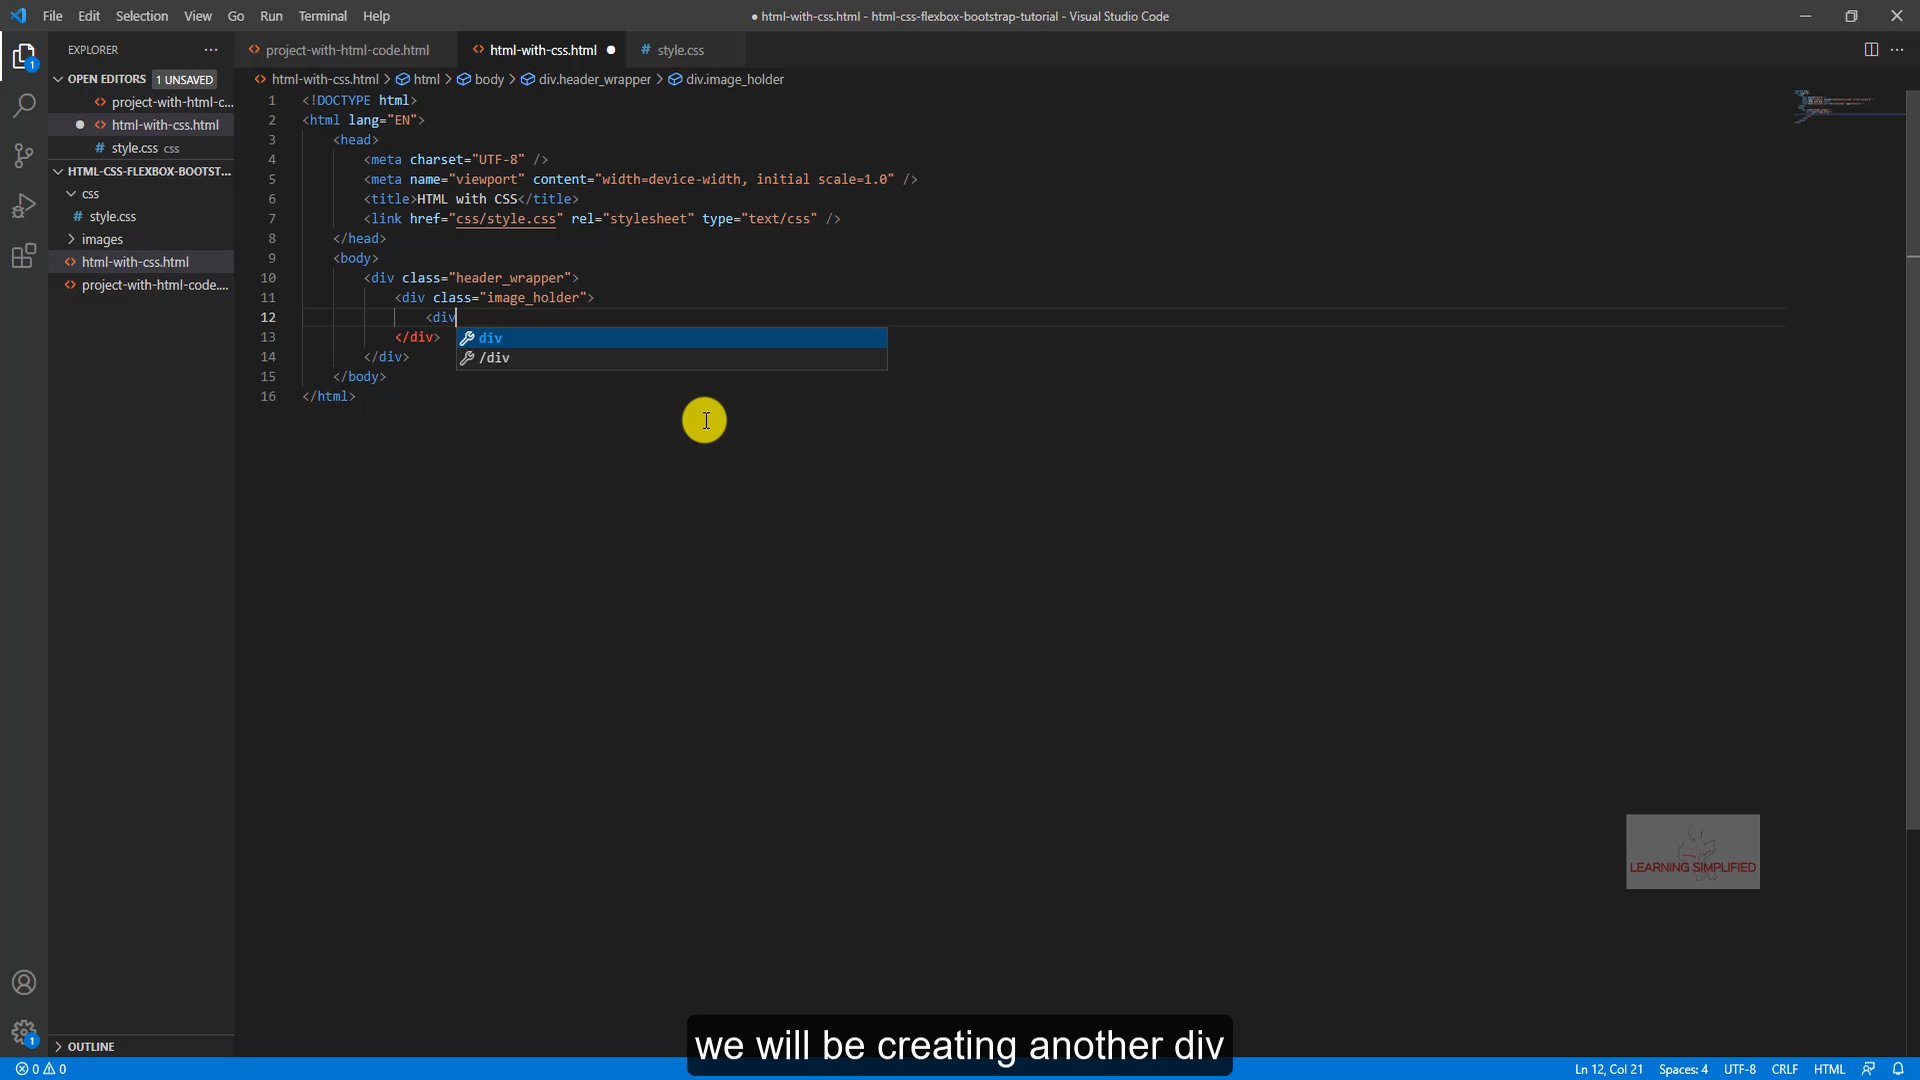 File Edit Selection View Go Run Terminal Help
● html-with-css.html - html-css-flexbox-bootstrap-tutorial - Visual Studio Code
EXPLORER
project-with-html-code.html
html-with-css.html
# style.css
OPEN EDITORS 1 UNSAVED
project-with-html-c...
html-with-css.html
# style.css css
HTML-CSS-FLEXBOX-BOOTST...
css
# style.css
images
html-with-css.html
project-with-html-code....
OUTLINE
html-with-css.html > html > body > div.header_wrapper > div.image_holder
1 <!DOCTYPE html>
2 <html lang="EN">
3 <head>
4 <meta charset="UTF-8" />
5 <meta name="viewport" content="width=device-width, initial scale=1.0" />
6 <title>HTML with CSS</title>
7 <link href="css/style.css" rel="stylesheet" type="text/css" />
8 </head>
9 <body>
10 <div class="header_wrapper">
11 <div class="image_holder">
12 <div
13 </div>
14 </div>
15 </body>
16 </html>
div
/div
LEARNING SIMPLIFIED
we will be creating another div
1
1
0 0
Ln 12, Col 21 Spaces: 4 UTF-8 CRLF HTML